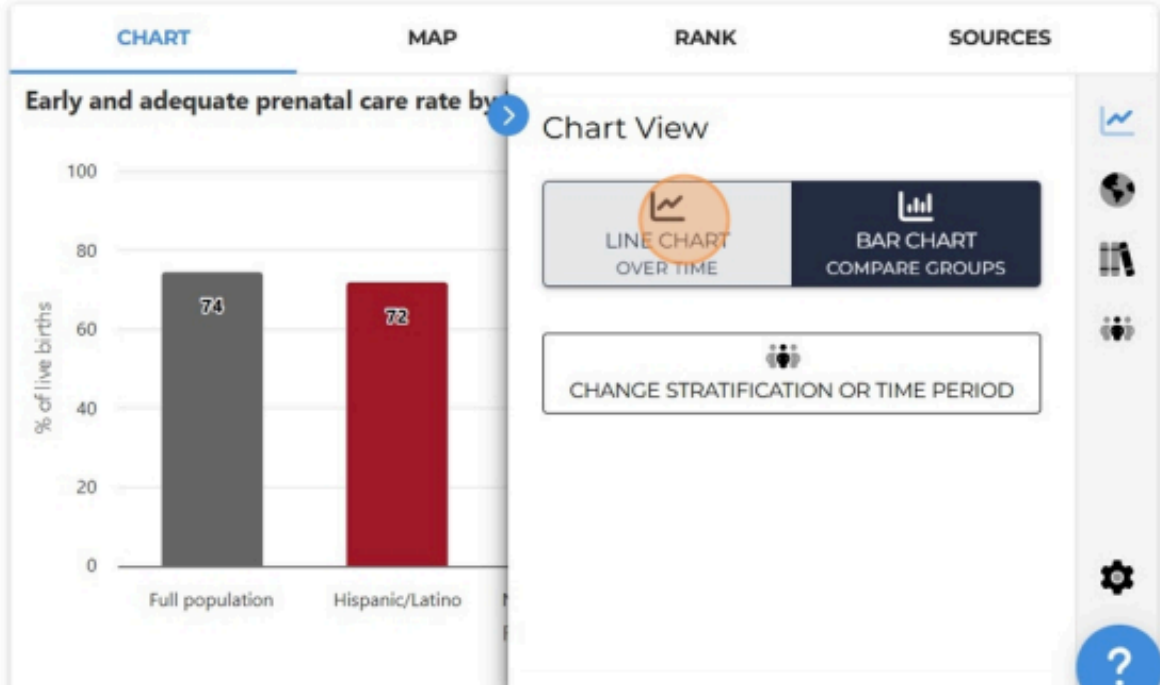 CHART
MAP
RANK
SOURCES
Early and adequate prenatal care rate by
Chart View
LINE CHART
OVER TIME
BAR CHART
COMPARE GROUPS
CHANGE STRATIFICATION OR TIME PERIOD
% of live births
100
80
60
40
20
0
74
72
Full population
Hispanic/Latino
?